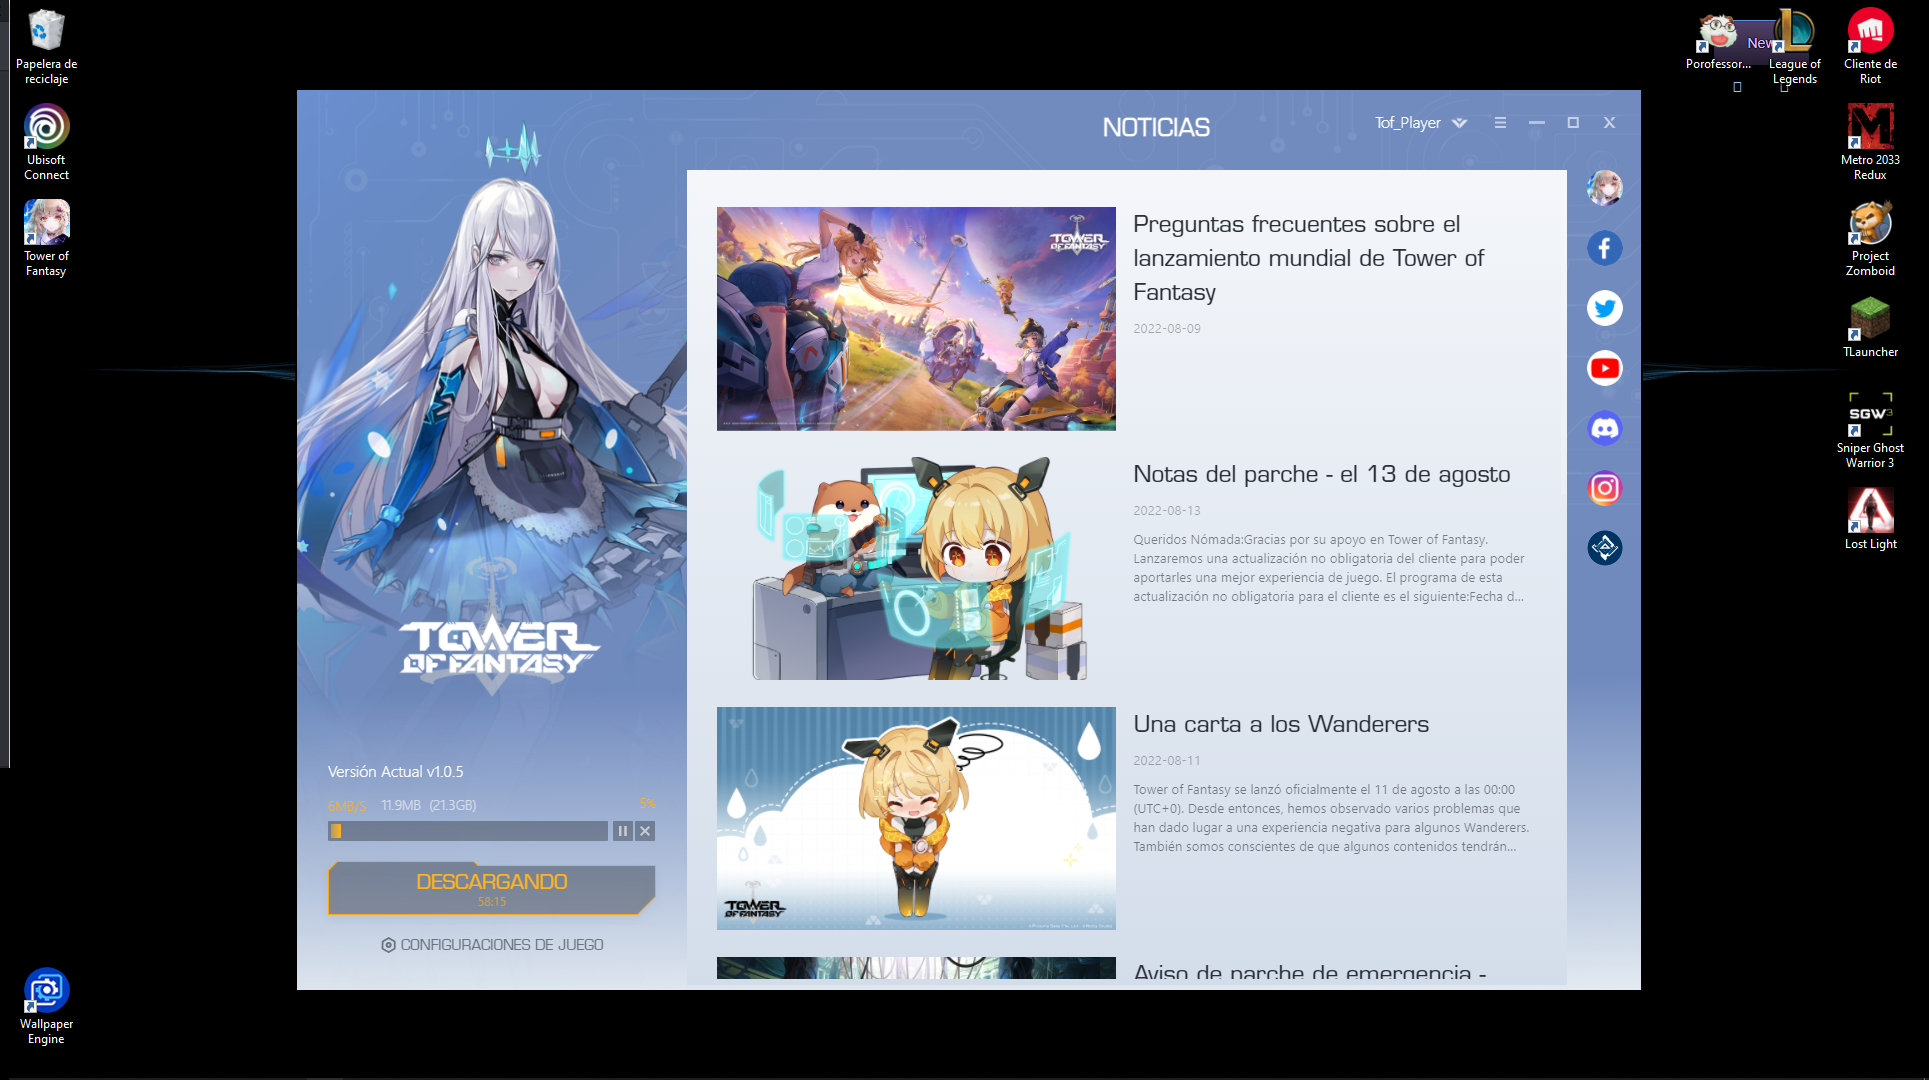 Papelera de
reciclaje
Ubisoft
Connect
Tower of
Fantasy
Wallpaper
Engine
Porofessor...
New
League of
Legends
Cliente de
Riot
Metro 2033
Redux
Project
Zomboid
TLauncher
SGW3
Sniper Ghost
Warrior 3
Lost Light
NOTICIAS
Tof_Player
TOWER
OF FANTASY
Versión Actual v1.0.5
6MB/S 11.9MB (21.3GB) 5%
DESCARGANDO
58:15
CONFIGURACIONES DE JUEGO
TOWER
OF FANTASY
Preguntas frecuentes sobre el
lanzamiento mundial de Tower of
Fantasy
2022-08-09
Notas del parche - el 13 de agosto
2022-08-13
Queridos Nómada:Gracias por su apoyo en Tower of Fantasy.
Lanzaremos una actualización no obligatoria del cliente para poder
aportarles una mejor experiencia de juego. El programa de esta
actualización no obligatoria para el cliente es el siguiente:Fecha d...
TOWER
OF FANTASY
Una carta a los Wanderers
2022-08-11
Tower of Fantasy se lanzó oficialmente el 11 de agosto a las 00:00
(UTC+0). Desde entonces, hemos observado varios problemas que
han dado lugar a una experiencia negativa para algunos Wanderers.
También somos conscientes de que algunos contenidos tendrán...
Aviso de parche de emergencia -